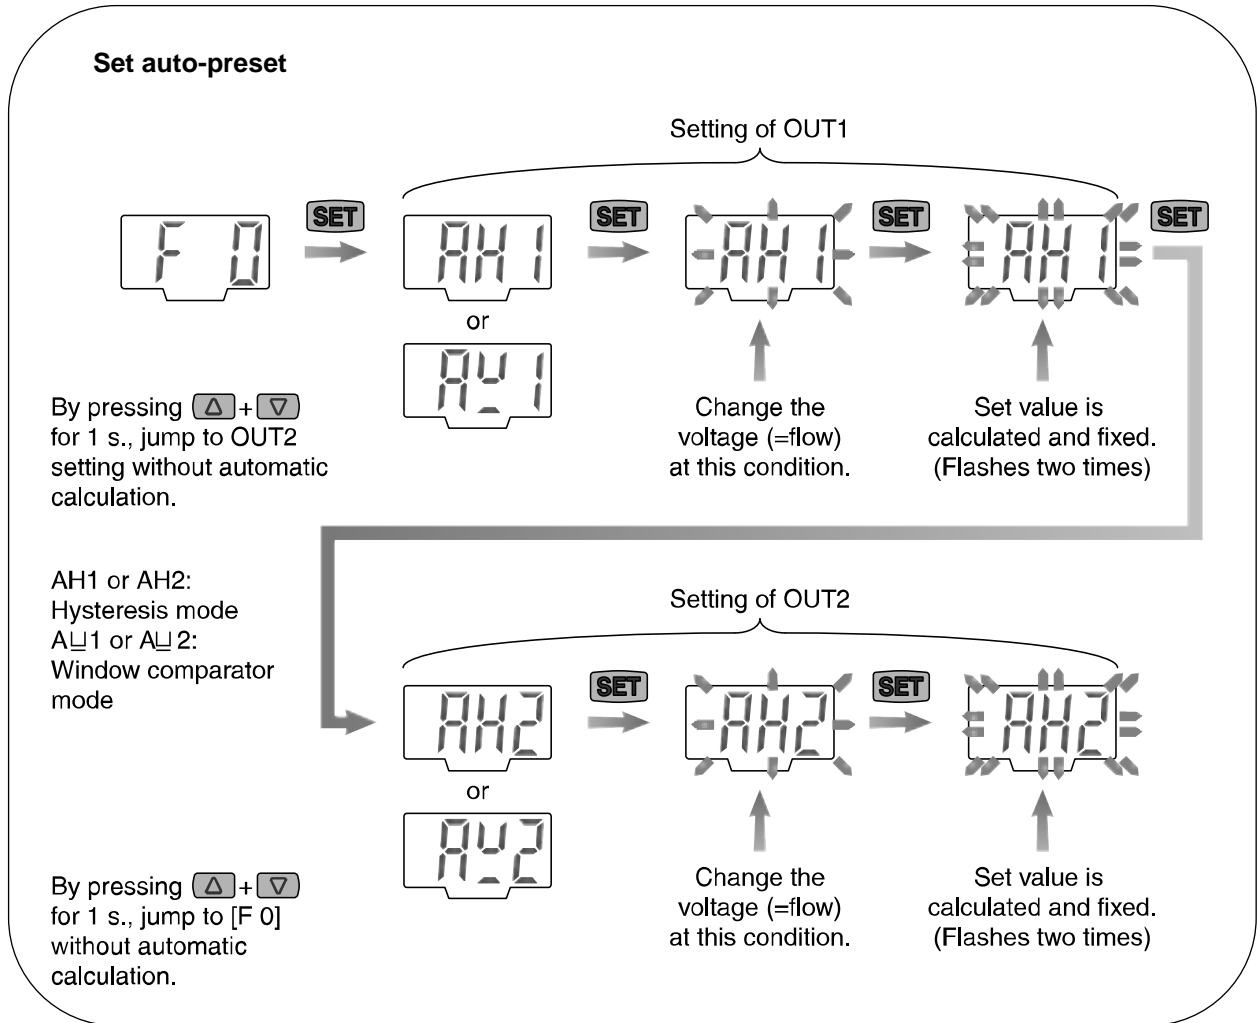 Set auto-preset
Setting of OUT1
SET
SET
SET
SET
F 0
AH1
AH1
AH1
or
A⊔1
By pressing △ + ▽
for 1 s., jump to OUT2
setting without automatic
calculation.
Change the
voltage (=flow)
at this condition.
Set value is
calculated and fixed.
(Flashes two times)
AH1 or AH2:
Hysteresis mode
A⊔1 or A⊔ 2:
Window comparator
mode
Setting of OUT2
SET
SET
AH2
AH2
AH2
or
A⊔2
By pressing △ + ▽
for 1 s., jump to [F 0]
without automatic
calculation.
Change the
voltage (=flow)
at this condition.
Set value is
calculated and fixed.
(Flashes two times)